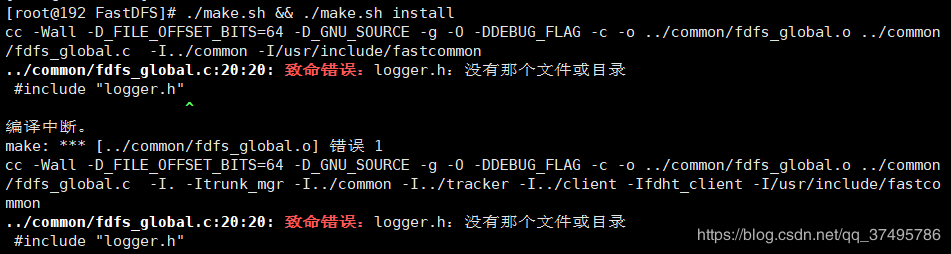 [root@192 FastDFS]# ./make.sh && ./make.sh install
cc -Wall -D_FILE_OFFSET_BITS=64 -D_GNU_SOURCE -g -O -DDEBUG_FLAG -c -o ../common/fdfs_global.o ../common
/fdfs_global.c  -I../common -I/usr/include/fastcommon
../common/fdfs_global.c:20:20: 致命错误：logger.h：没有那个文件或目录
 #include "logger.h"
                    ^
编译中断。
make: *** [../common/fdfs_global.o] 错误 1
cc -Wall -D_FILE_OFFSET_BITS=64 -D_GNU_SOURCE -g -O -DDEBUG_FLAG -c -o ../common/fdfs_global.o ../common
/fdfs_global.c  -I. -Itrunk_mgr -I../common -I../tracker -I../client -Ifdht_client -I/usr/include/fastco
mmon
../common/fdfs_global.c:20:20: 致命错误：logger.h：没有那个文件或目录
 #include "logger.h"
https://blog.csdn.net/qq_37495786